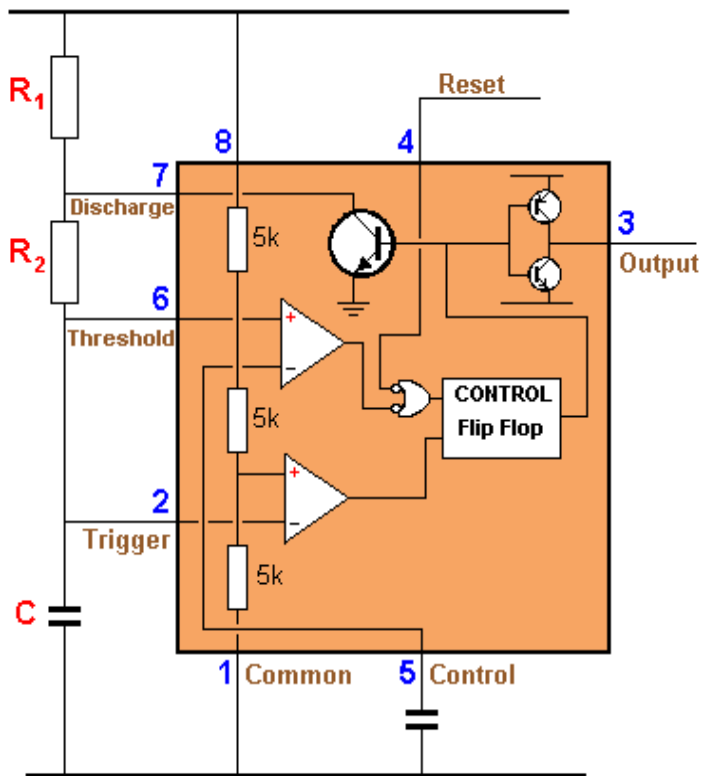 Reset
R1
8
4
7
Discharge
5k
3
Output
R2
6
+
Threshold
−
CONTROL
Flip Flop
+
2
−
Trigger
5k
C
1 Common
5 Control